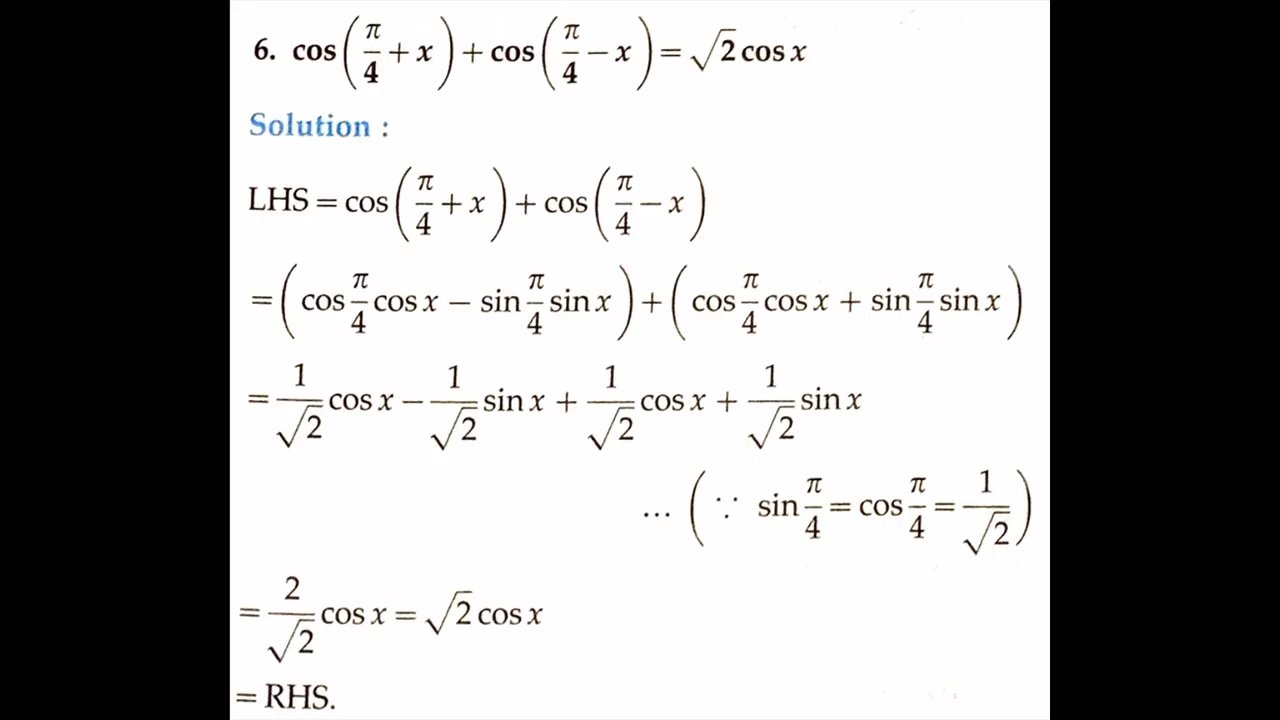 6. cos(π/4 + x) + cos(π/4 − x) = √2 cos x
Solution :
LHS = cos(π/4 + x) + cos(π/4 − x)
= (cos π/4 cos x − sin π/4 sin x) + (cos π/4 cos x + sin π/4 sin x)
= 1/√2 cos x − 1/√2 sin x + 1/√2 cos x + 1/√2 sin x
... (∵ sin π/4 = cos π/4 = 1/√2)
= 2/√2 cos x = √2 cos x
= RHS.